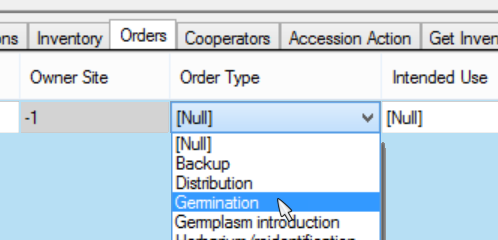 ons Inventory Orders Cooperators Accession Action Get Inven
Owner Site Order Type Intended Use
-1 [Null] [Null]
[Null]
Backup
Distribution
Germination
Germplasm introduction